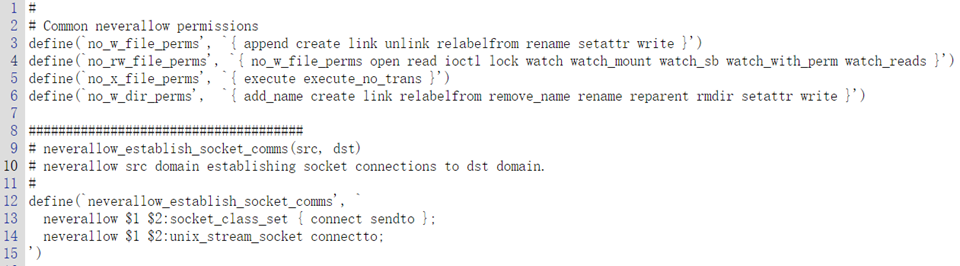 1 #
2 # Common neverallow permissions
3 define(`no_w_file_perms', `{ append create link unlink relabelfrom rename setattr write }')
4 define(`no_rw_file_perms', `{ no_w_file_perms open read ioctl lock watch watch_mount watch_sb watch_with_perm watch_reads }')
5 define(`no_x_file_perms', `{ execute execute_no_trans }')
6 define(`no_w_dir_perms',  `{ add_name create link relabelfrom remove_name rename reparent rmdir setattr write }')
7
8 #####################################
9 # neverallow_establish_socket_comms(src, dst)
10 # neverallow src domain establishing socket connections to dst domain.
11 #
12 define(`neverallow_establish_socket_comms', `
13   neverallow $1 $2:socket_class_set { connect sendto };
14   neverallow $1 $2:unix_stream_socket connectto;
15 ')